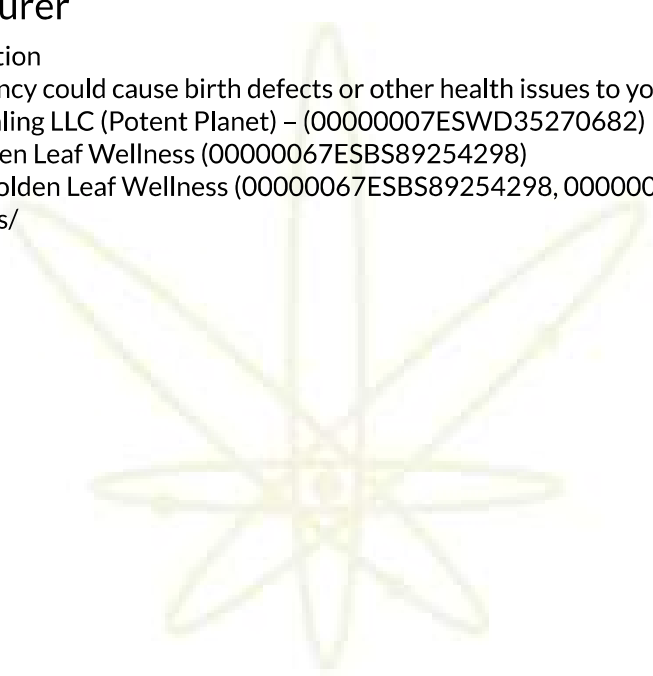 urer
tion
ncy could cause birth defects or other health issues to yo
ling LLC (Potent Planet) – (00000007ESWD35270682)
en Leaf Wellness (00000067ESBS89254298)
olden Leaf Wellness (00000067ESBS89254298, 000000
s/